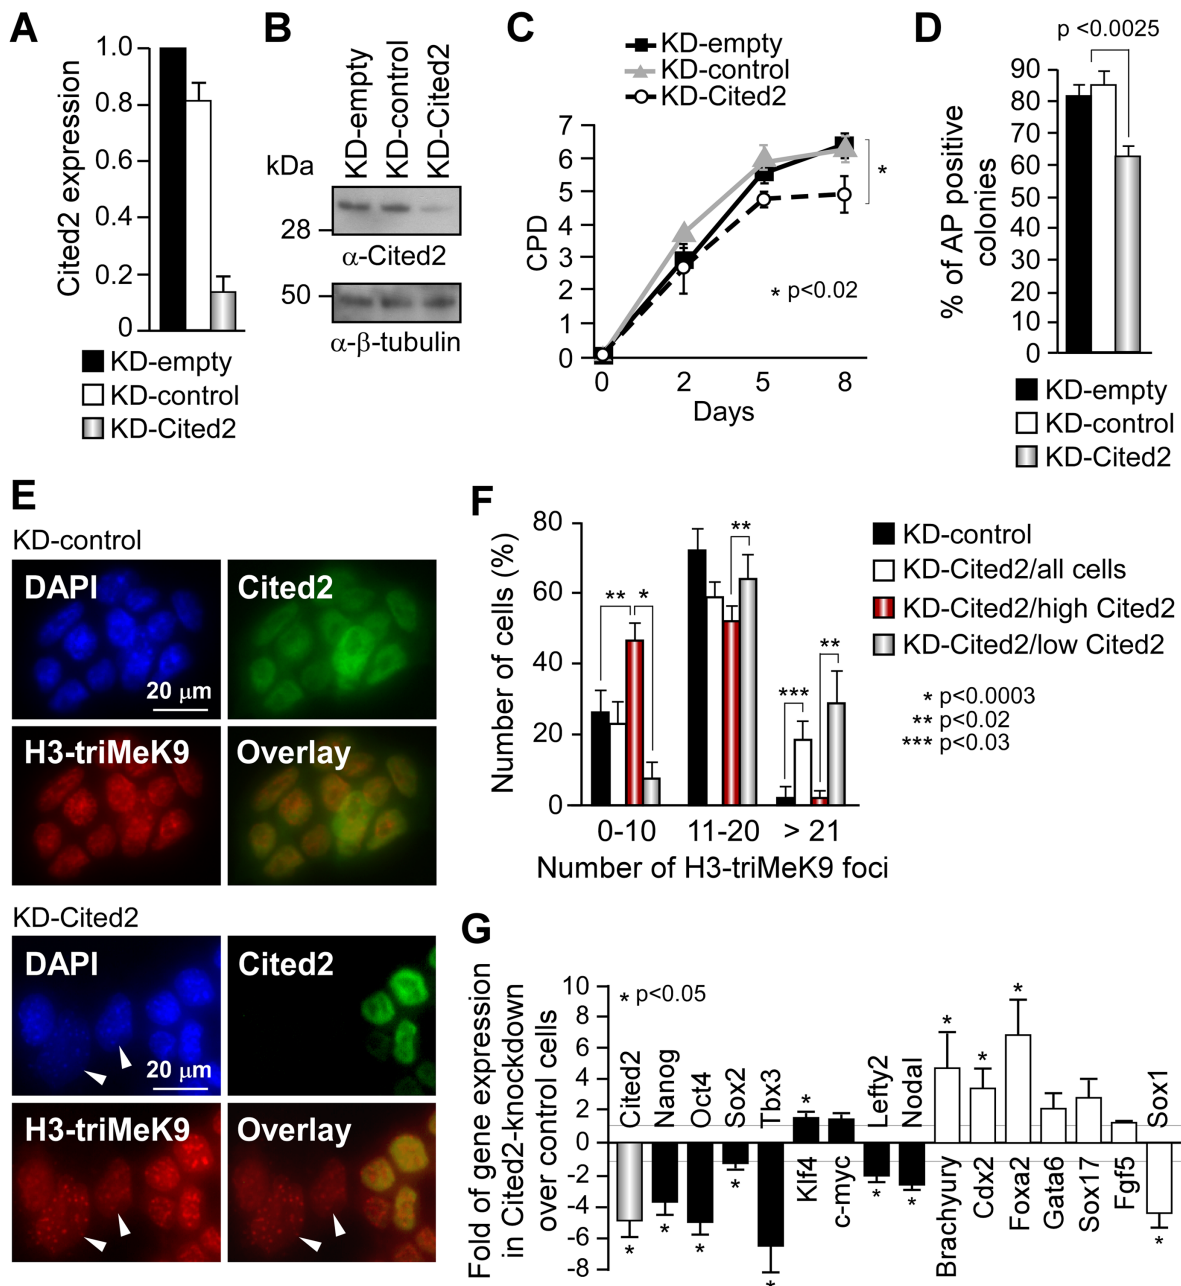 A
1.0
0.8
0.6
0.4
0.2
0
Cited2 expression
KD-empty
KD-control
KD-Cited2
B
KD-empty
KD-control
KD-Cited2
kDa
28
α-Cited2
50
α-β-tubulin
C
KD-empty
KD-control
KD-Cited2
7
6
5
4
3
2
1
0
CPD
*
* p<0.02
0 2 5 8
Days
D
p <0.0025
90
80
70
60
50
40
30
20
10
0
% of AP positive
colonies
KD-empty
KD-control
KD-Cited2
E
KD-control
DAPI
20 μm
Cited2
H3-triMeK9
Overlay
KD-Cited2
DAPI
20 μm
Cited2
H3-triMeK9
Overlay
F
80
60
40
20
0
Number of cells (%)
** *
**
***
**
0-10 11-20 > 21
Number of H3-triMeK9 foci
KD-control
KD-Cited2/all cells
KD-Cited2/high Cited2
KD-Cited2/low Cited2
* p<0.0003
** p<0.02
*** p<0.03
G
Fold of gene expression
in Cited2-knockdown
over control cells
10
8
6
4
2
0
-2
-4
-6
-8
* p<0.05
Cited2
*
Nanog
*
Oct4
*
Sox2
*
Tbx3
*
*
Klf4
c-myc
Lefty2
*
Nodal
*
*
Brachyury
*
Cdx2
*
Foxa2
Gata6
Sox17
Fgf5
Sox1
*